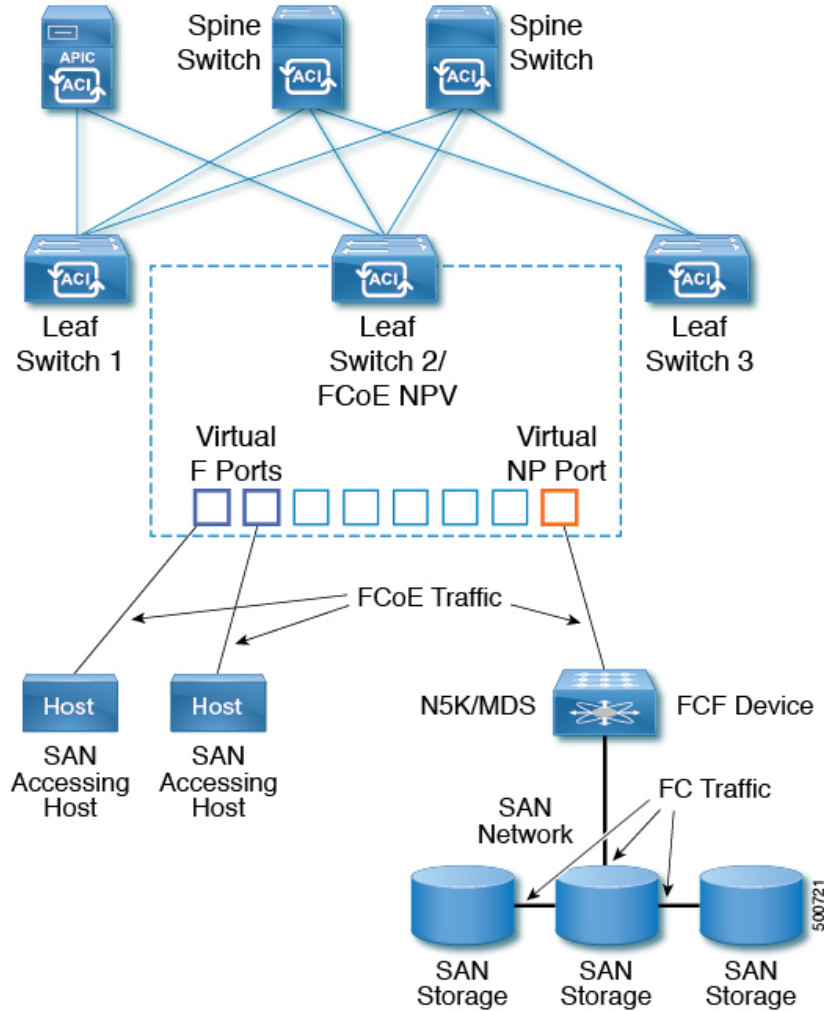 APIC
ACI
Spine
Switch
ACI
ACI
Spine
Switch
ACI
Leaf
Switch 1
ACI
Leaf
Switch 2/
FCoE NPV
ACI
Leaf
Switch 3
Virtual
F Ports
Virtual
NP Port
FCoE Traffic
Host
SAN
Accessing
Host
Host
SAN
Accessing
Host
N5K/MDS
FCF Device
FC Traffic
SAN
Network
SAN
Storage
SAN
Storage
SAN
Storage
500721